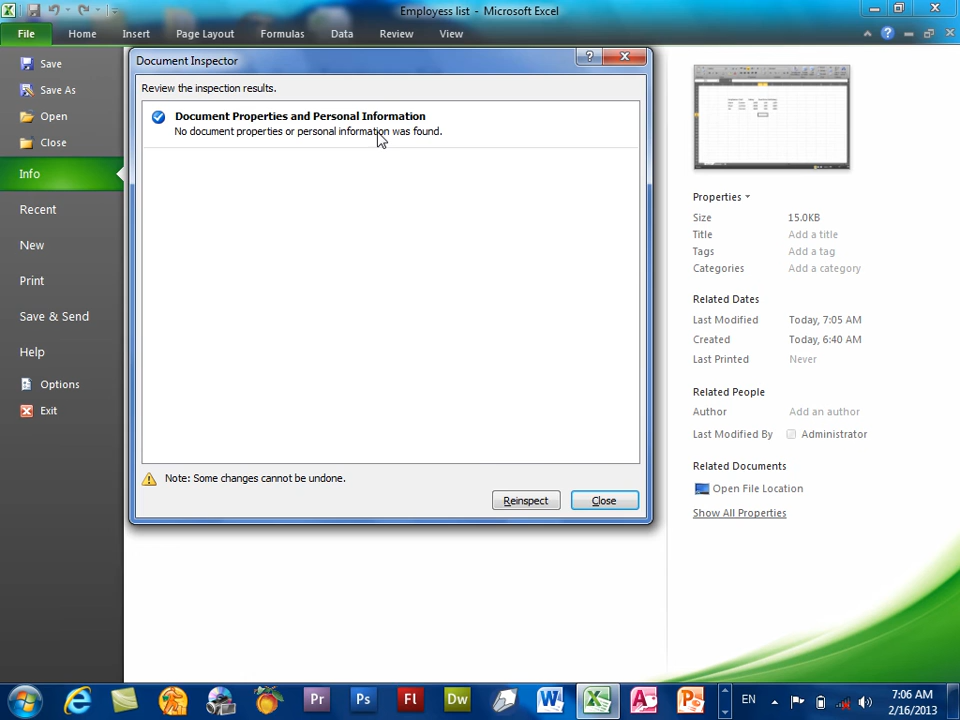 Employess list - Microsoft Excel
File Home Insert Page Layout Formulas Data Review View
Save
Save As
Open
Close
Info
Recent
New
Print
Save & Send
Help
Options
Exit
Document Inspector
Review the inspection results.
Document Properties and Personal Information
No document properties or personal information was found.
Note: Some changes cannot be undone.
Reinspect Close
Properties
Size 15.0KB
Title Add a title
Tags Add a tag
Categories Add a category
Related Dates
Last Modified Today, 7:05 AM
Created Today, 6:40 AM
Last Printed Never
Related People
Author Add an author
Last Modified By Administrator
Related Documents
Open File Location
Show All Properties
Pr Ps Fl Dw
EN
7:06 AM
2/16/2013